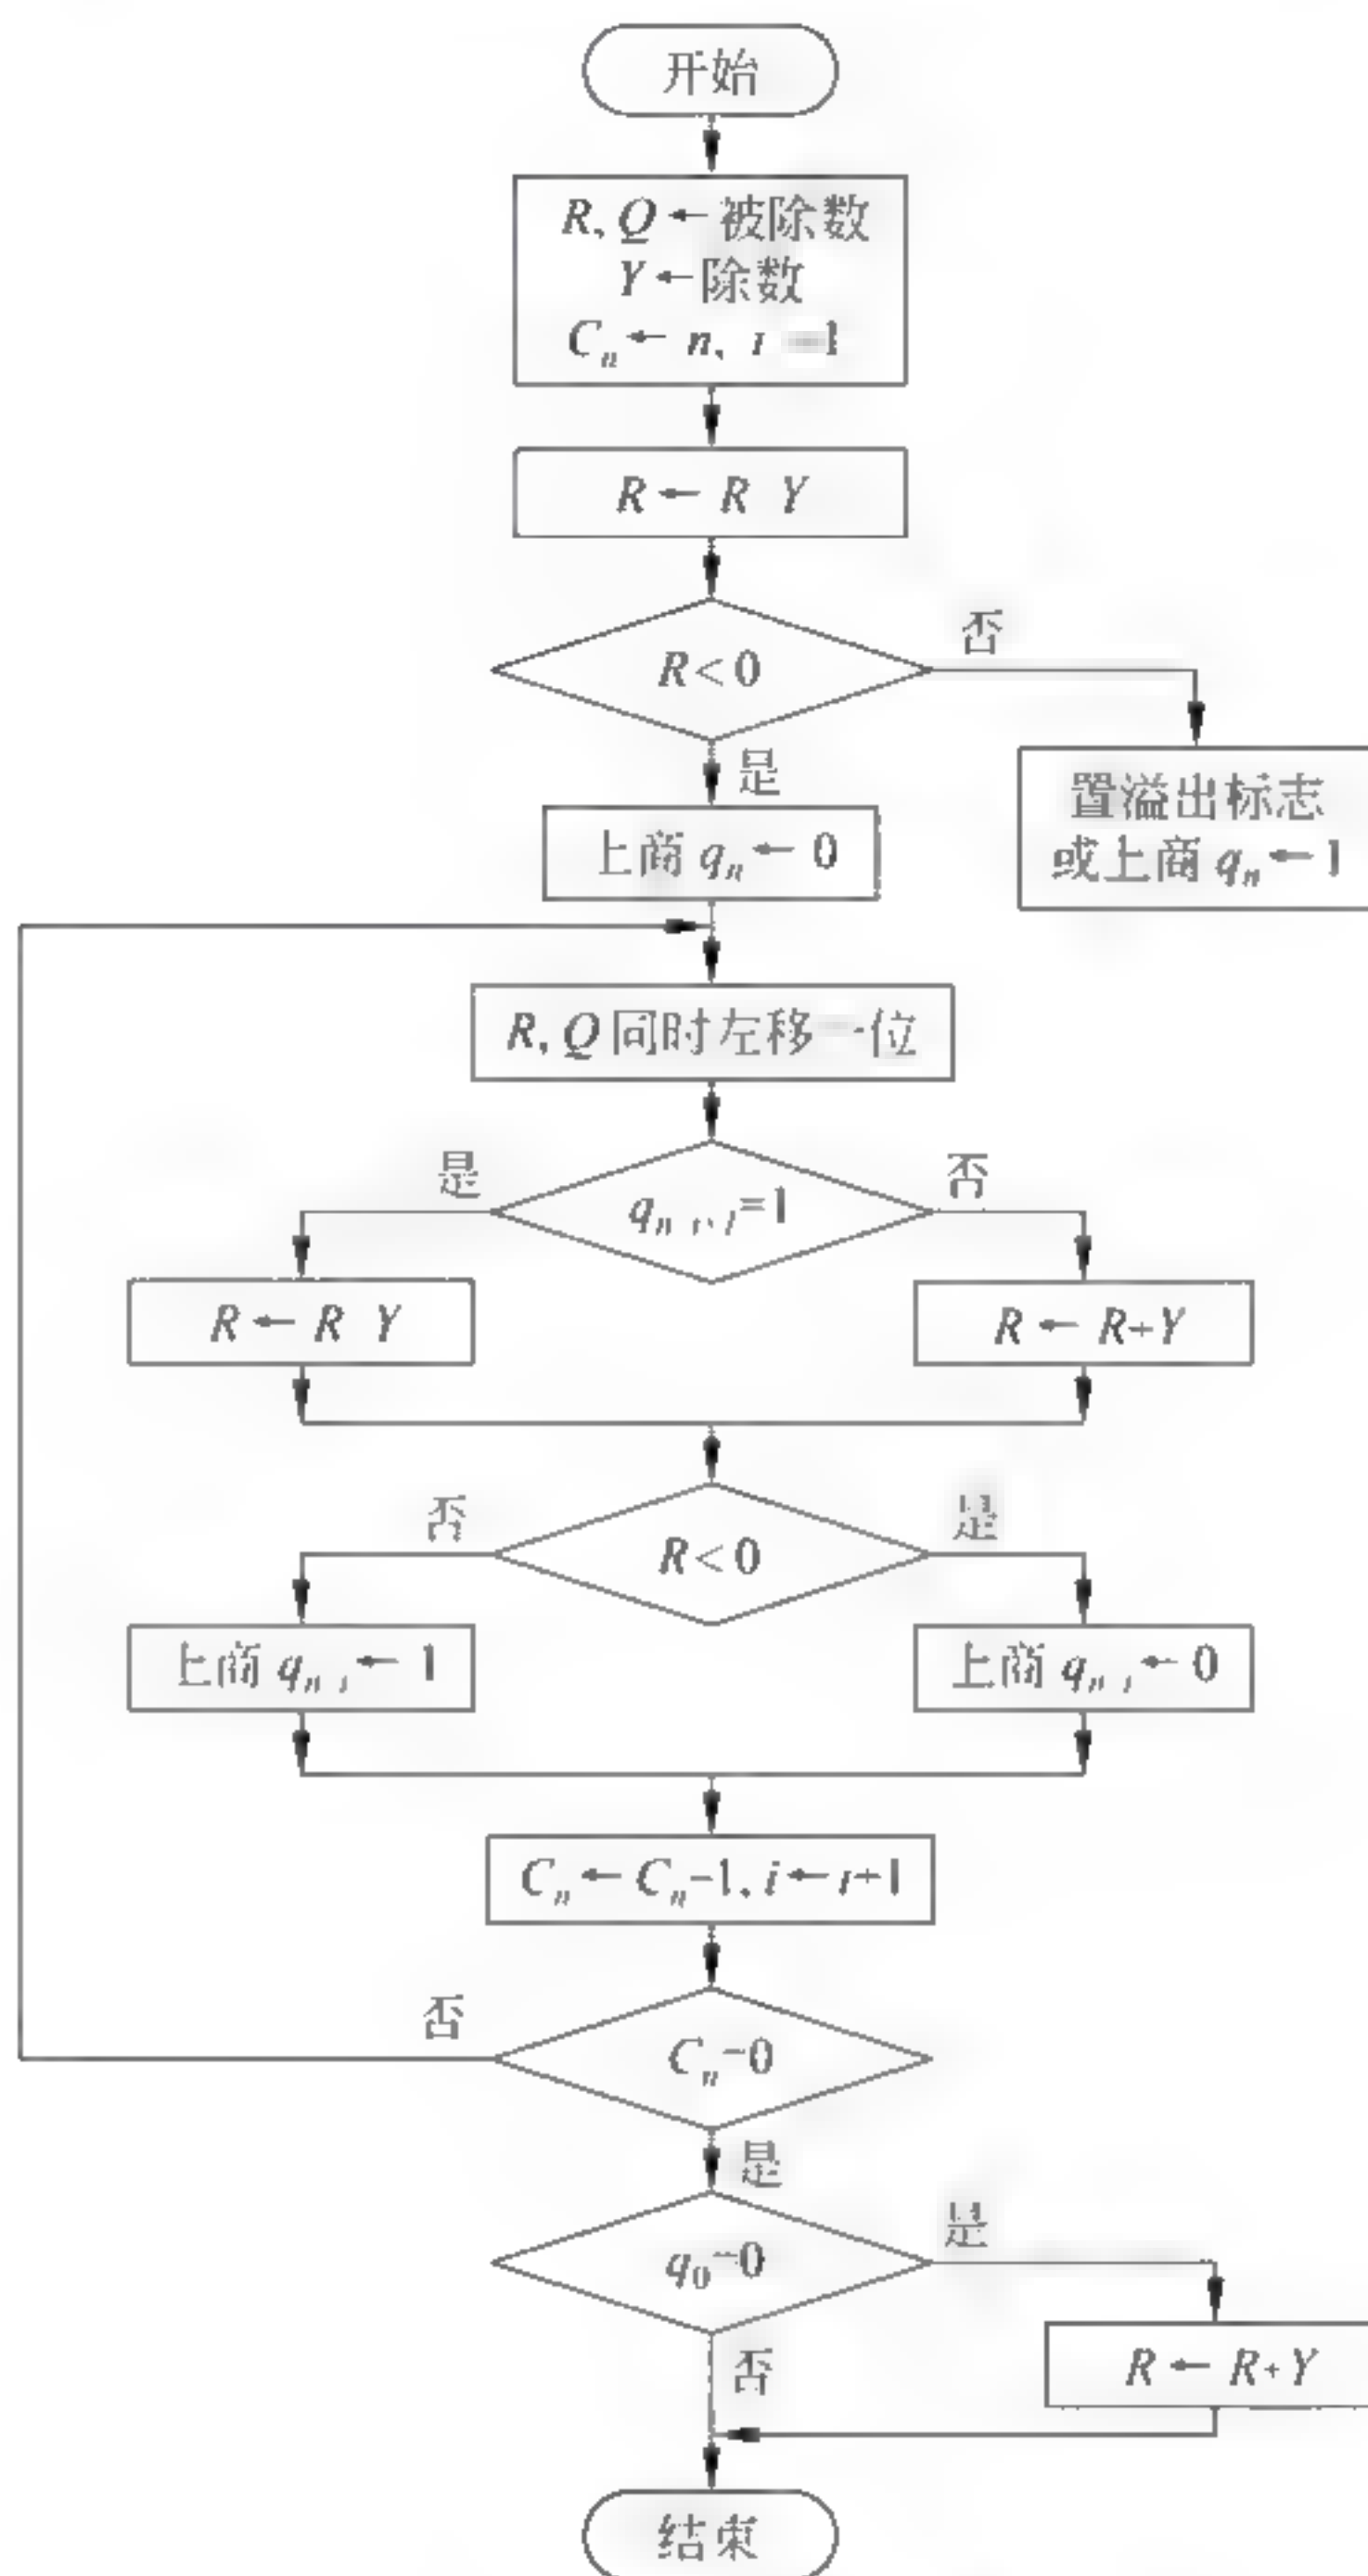 开始
R, Q ← 被除数
Y ← 除数
Cₙ ← n, i = 1
R ← R Y
R < 0
否
是
置溢出标志
或上商 qₙ ← 1
上商 qₙ ← 0
R, Q 同时左移一位
是
否
=1
R ← R Y
R ← R+Y
否
是
R < 0
上商 ← 1
上商 ← 0
Cₙ ← Cₙ-1, i ← i+1
否
Cₙ=0
是
是
q₀=0
否
R ← R+Y
结束